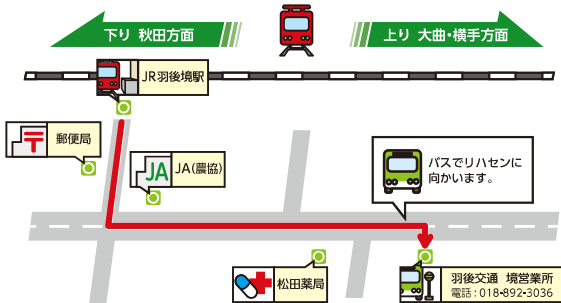 下り 秋田方面
上り 大曲・横手方面
JR羽後境駅
郵便局
JA
JA(農協)
バスでリハセンに
向かいます。
松田薬局
羽後交通 境営業所
電話:018-892-3036